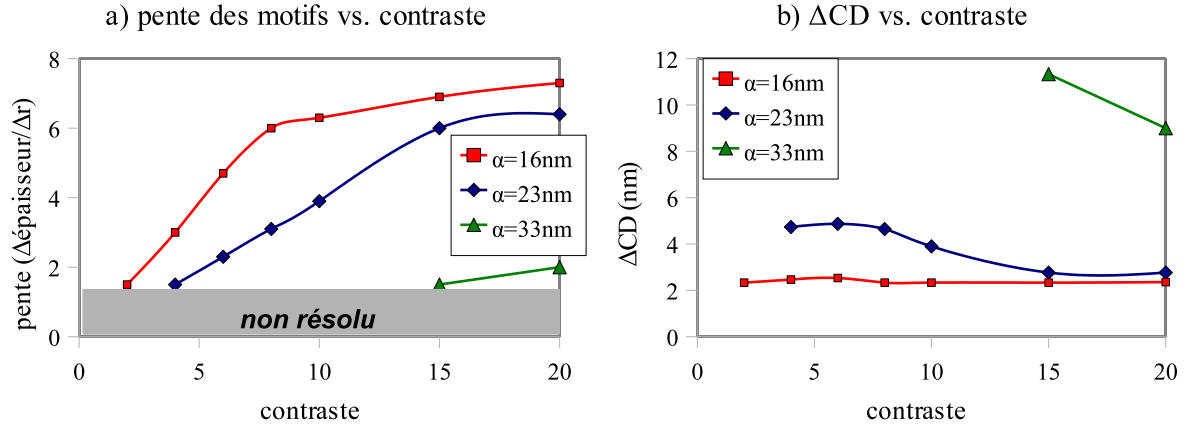 a) pente des motifs vs. contraste
pente (Δépaisseur/Δr)
8
6
4
2
0
α=16nm
α=23nm
α=33nm
non résolu
0 5 10 15 20
contraste
b) ΔCD vs. contraste
ΔCD (nm)
12
10
8
6
4
2
0
α=16nm
α=23nm
α=33nm
0 5 10 15 20
contraste